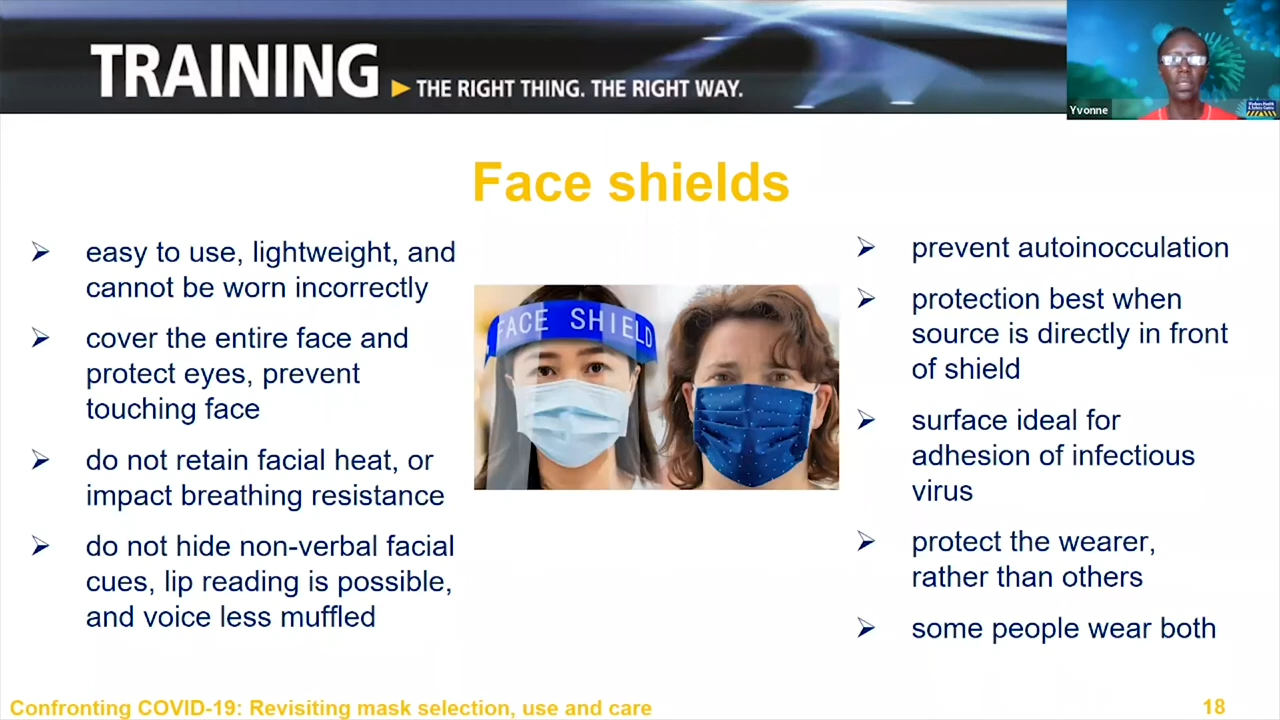 TRAINING THE RIGHT THING. THE RIGHT WAY.
Yvonne
Workers Health
& Safety Centre
Face shields
easy to use, lightweight, and
cannot be worn incorrectly
cover the entire face and
protect eyes, prevent
touching face
do not retain facial heat, or
impact breathing resistance
do not hide non-verbal facial
cues, lip reading is possible,
and voice less muffled
FACE SHIELD
prevent autoinocculation
protection best when
source is directly in front
of shield
surface ideal for
adhesion of infectious
virus
protect the wearer,
rather than others
some people wear both
Confronting COVID-19: Revisiting mask selection, use and care
18